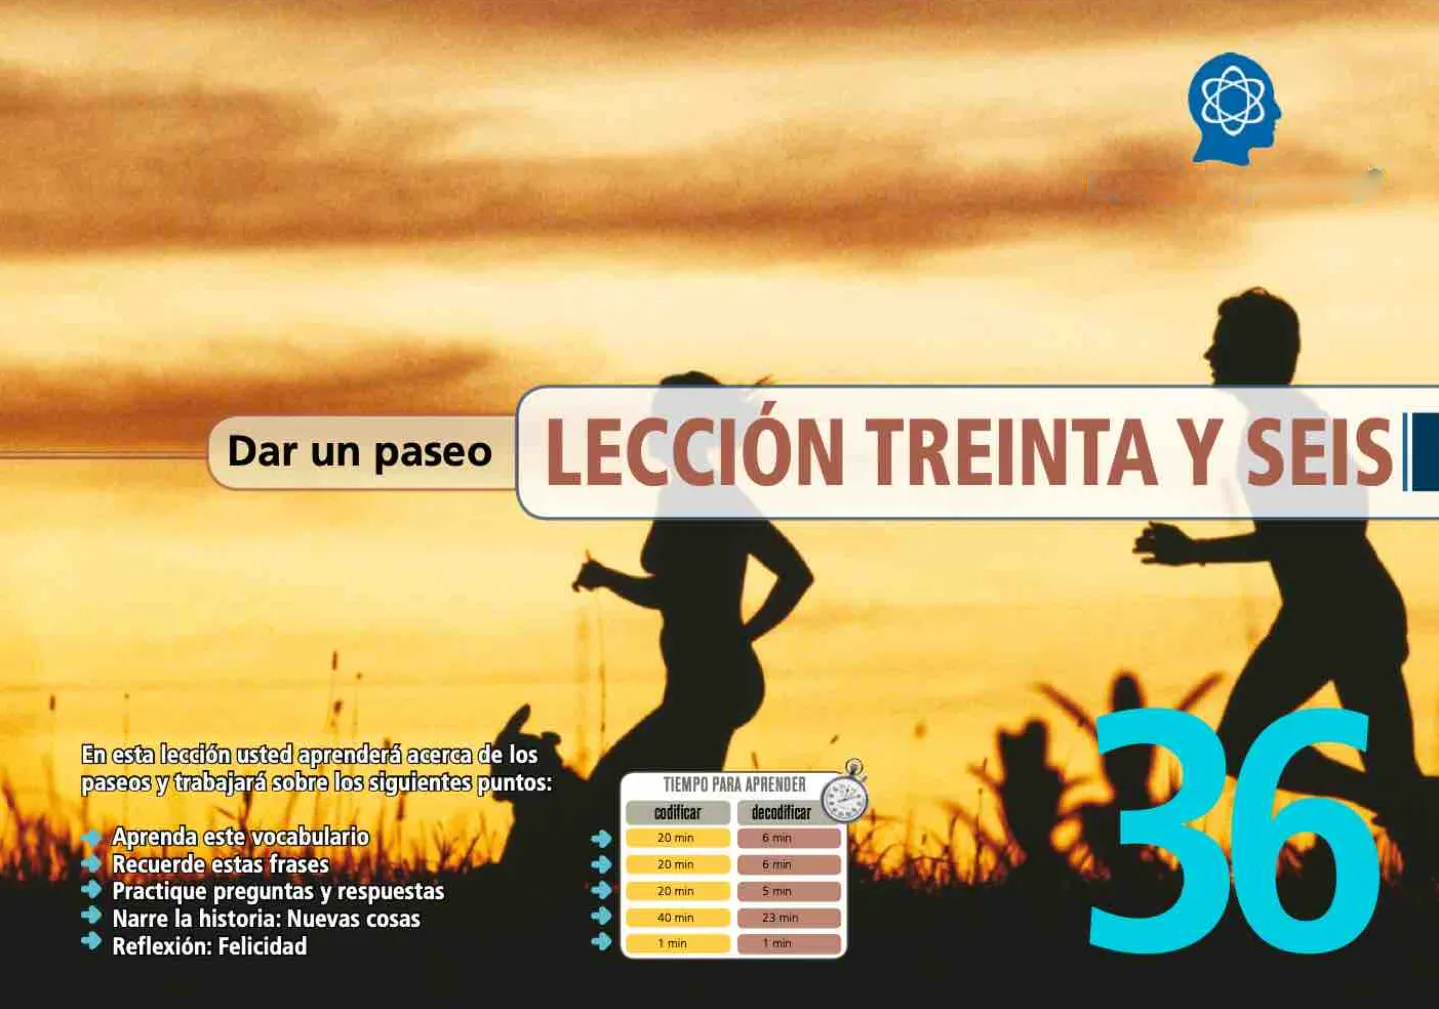 Dar un paseo
LECCIÓN TREINTA Y SEIS
En esta lección usted aprenderá acerca de los
paseos y trabajará sobre los siguientes puntos:
Aprenda este vocabulario
Recuerde estas frases
Practique preguntas y respuestas
Narre la historia: Nuevas cosas
Reflexión: Felicidad
TIEMPO PARA APRENDER
codificar decodificar
20 min 6 min
20 min 6 min
20 min 5 min
40 min 23 min
1 min 1 min
36